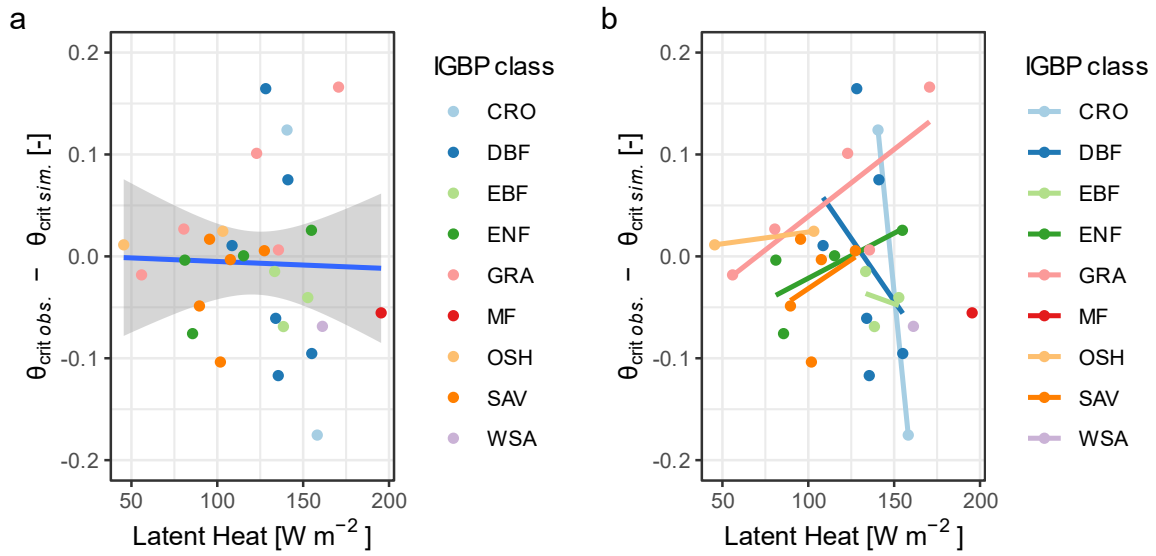 a
θcrit obs. − θcrit sim. [-]
0.2
0.1
0.0
-0.1
-0.2
50 100 150 200
Latent Heat [W m−2 ]
IGBP class
CRO
DBF
EBF
ENF
GRA
MF
OSH
SAV
WSA
b
θcrit obs. − θcrit sim. [-]
0.2
0.1
0.0
-0.1
-0.2
50 100 150 200
Latent Heat [W m−2 ]
IGBP class
CRO
DBF
EBF
ENF
GRA
MF
OSH
SAV
WSA